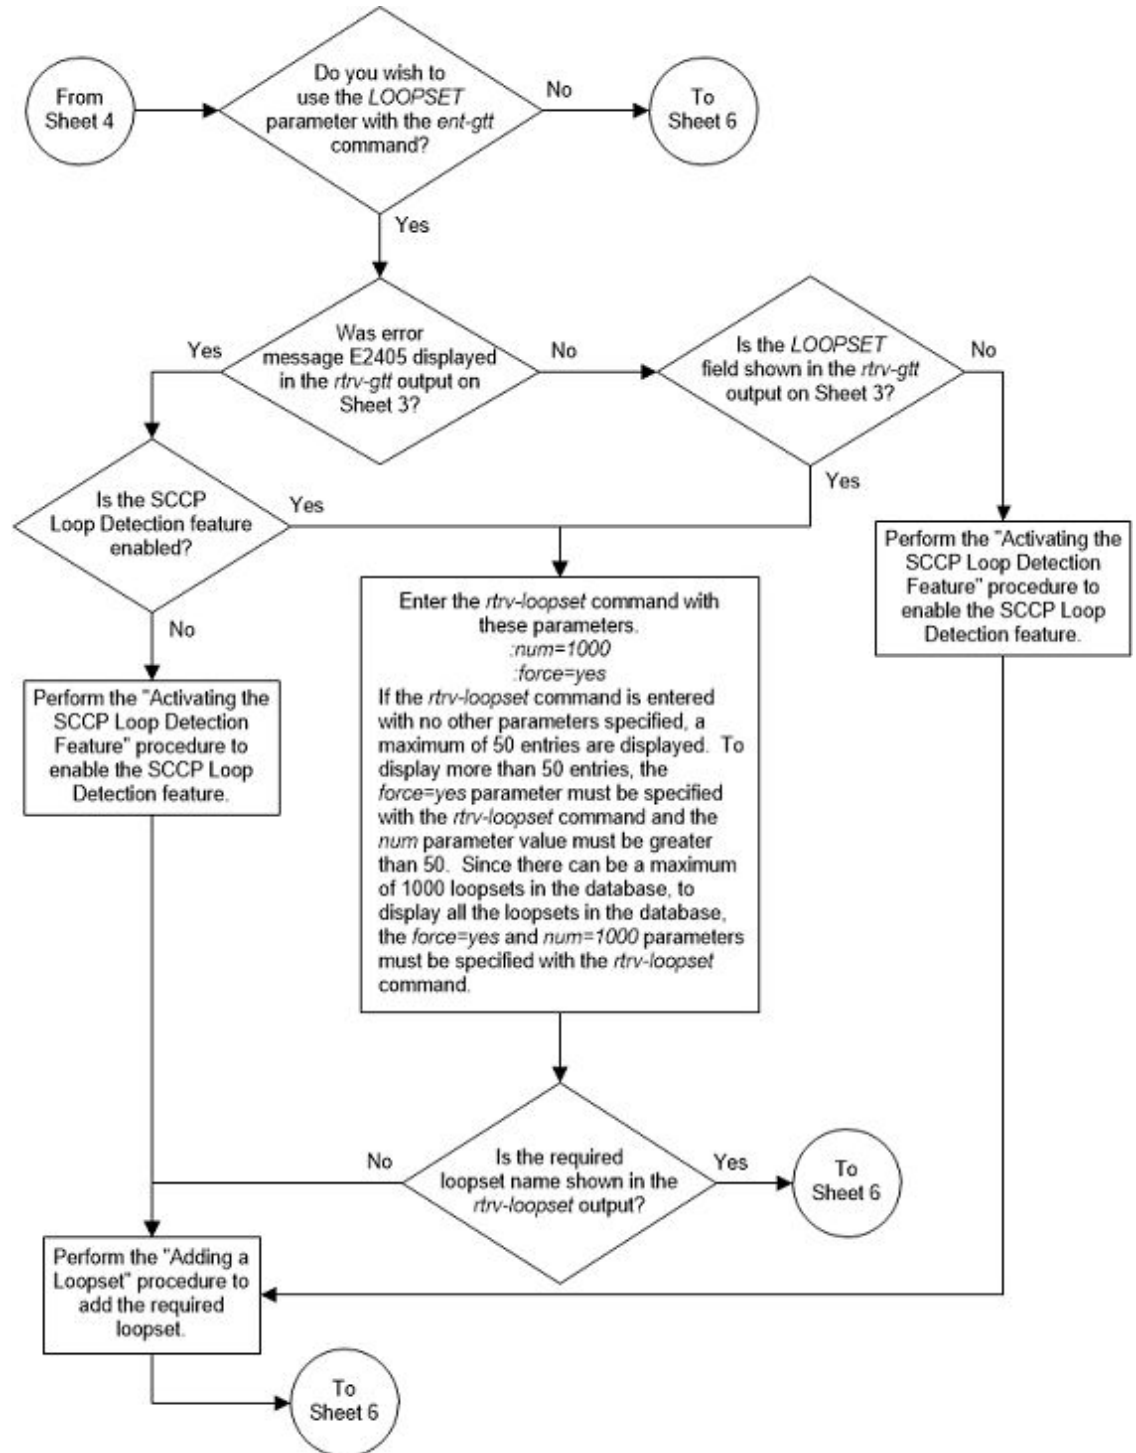 From
Sheet 4
Do you wish to
use the LOOPSET
parameter with the ent-gtt
command?
No
To
Sheet 6
Yes
Was error
message E2405 displayed
in the rtrv-gtt output on
Sheet 3?
Yes
No
Is the LOOPSET
field shown in the rtrv-gtt
output on Sheet 3?
No
Yes
Is the SCCP
Loop Detection feature
enabled?
Yes
No
Perform the "Activating the
SCCP Loop Detection
Feature" procedure to
enable the SCCP Loop
Detection feature.
Enter the rtrv-loopset command with
these parameters.
:num=1000
:force=yes
If the rtrv-loopset command is entered
with no other parameters specified, a
maximum of 50 entries are displayed.  To
display more than 50 entries, the
force=yes parameter must be specified
with the rtrv-loopset command and the
num parameter value must be greater
than 50.  Since there can be a maximum
of 1000 loopsets in the database, to
display all the loopsets in the database,
the force=yes and num=1000 parameters
must be specified with the rtrv-loopset
command.
Perform the "Activating the
SCCP Loop Detection
Feature" procedure to
enable the SCCP Loop
Detection feature.
Is the required
loopset name shown in the
rtrv-loopset output?
No
Yes
To
Sheet 6
Perform the "Adding a
Loopset" procedure to
add the required
loopset.
To
Sheet 6